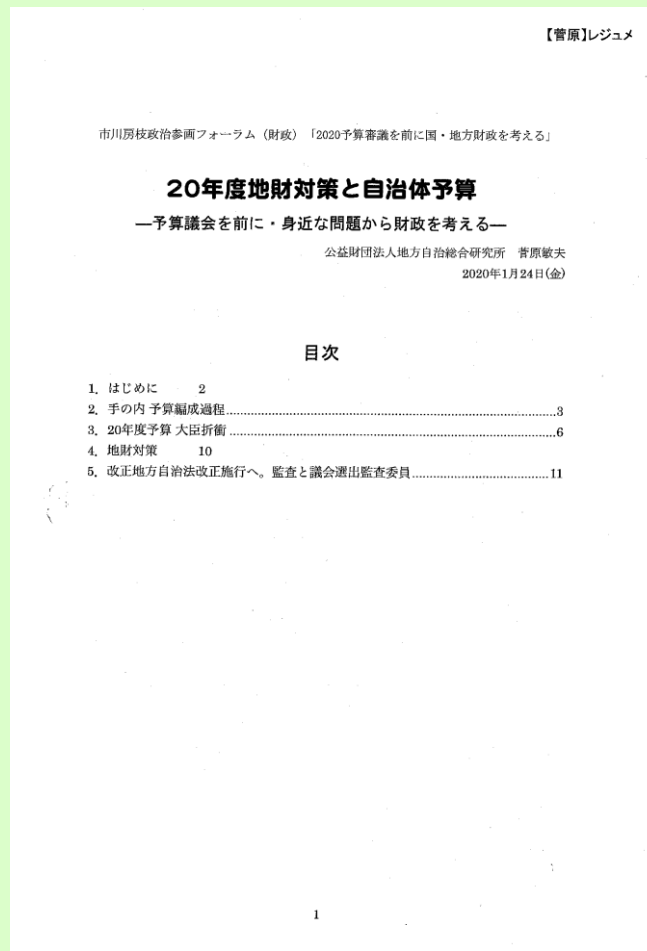 【菅原】レジュメ
市川房枝政治参画フォーラム（財政）「2020予算審議を前に国・地方財政を考える」
20年度地財対策と自治体予算
―予算議会を前に・身近な問題から財政を考える―
公益財団法人地方自治総合研究所　菅原敏夫
2020年1月24日(金)
目次
1. はじめに 2
2. 手の内 予算編成過程...............3
3. 20年度予算 大臣折衝...............6
4. 地財対策 10
5. 改正地方自治法改正施行へ。監査と議会選出監査委員...............11
1